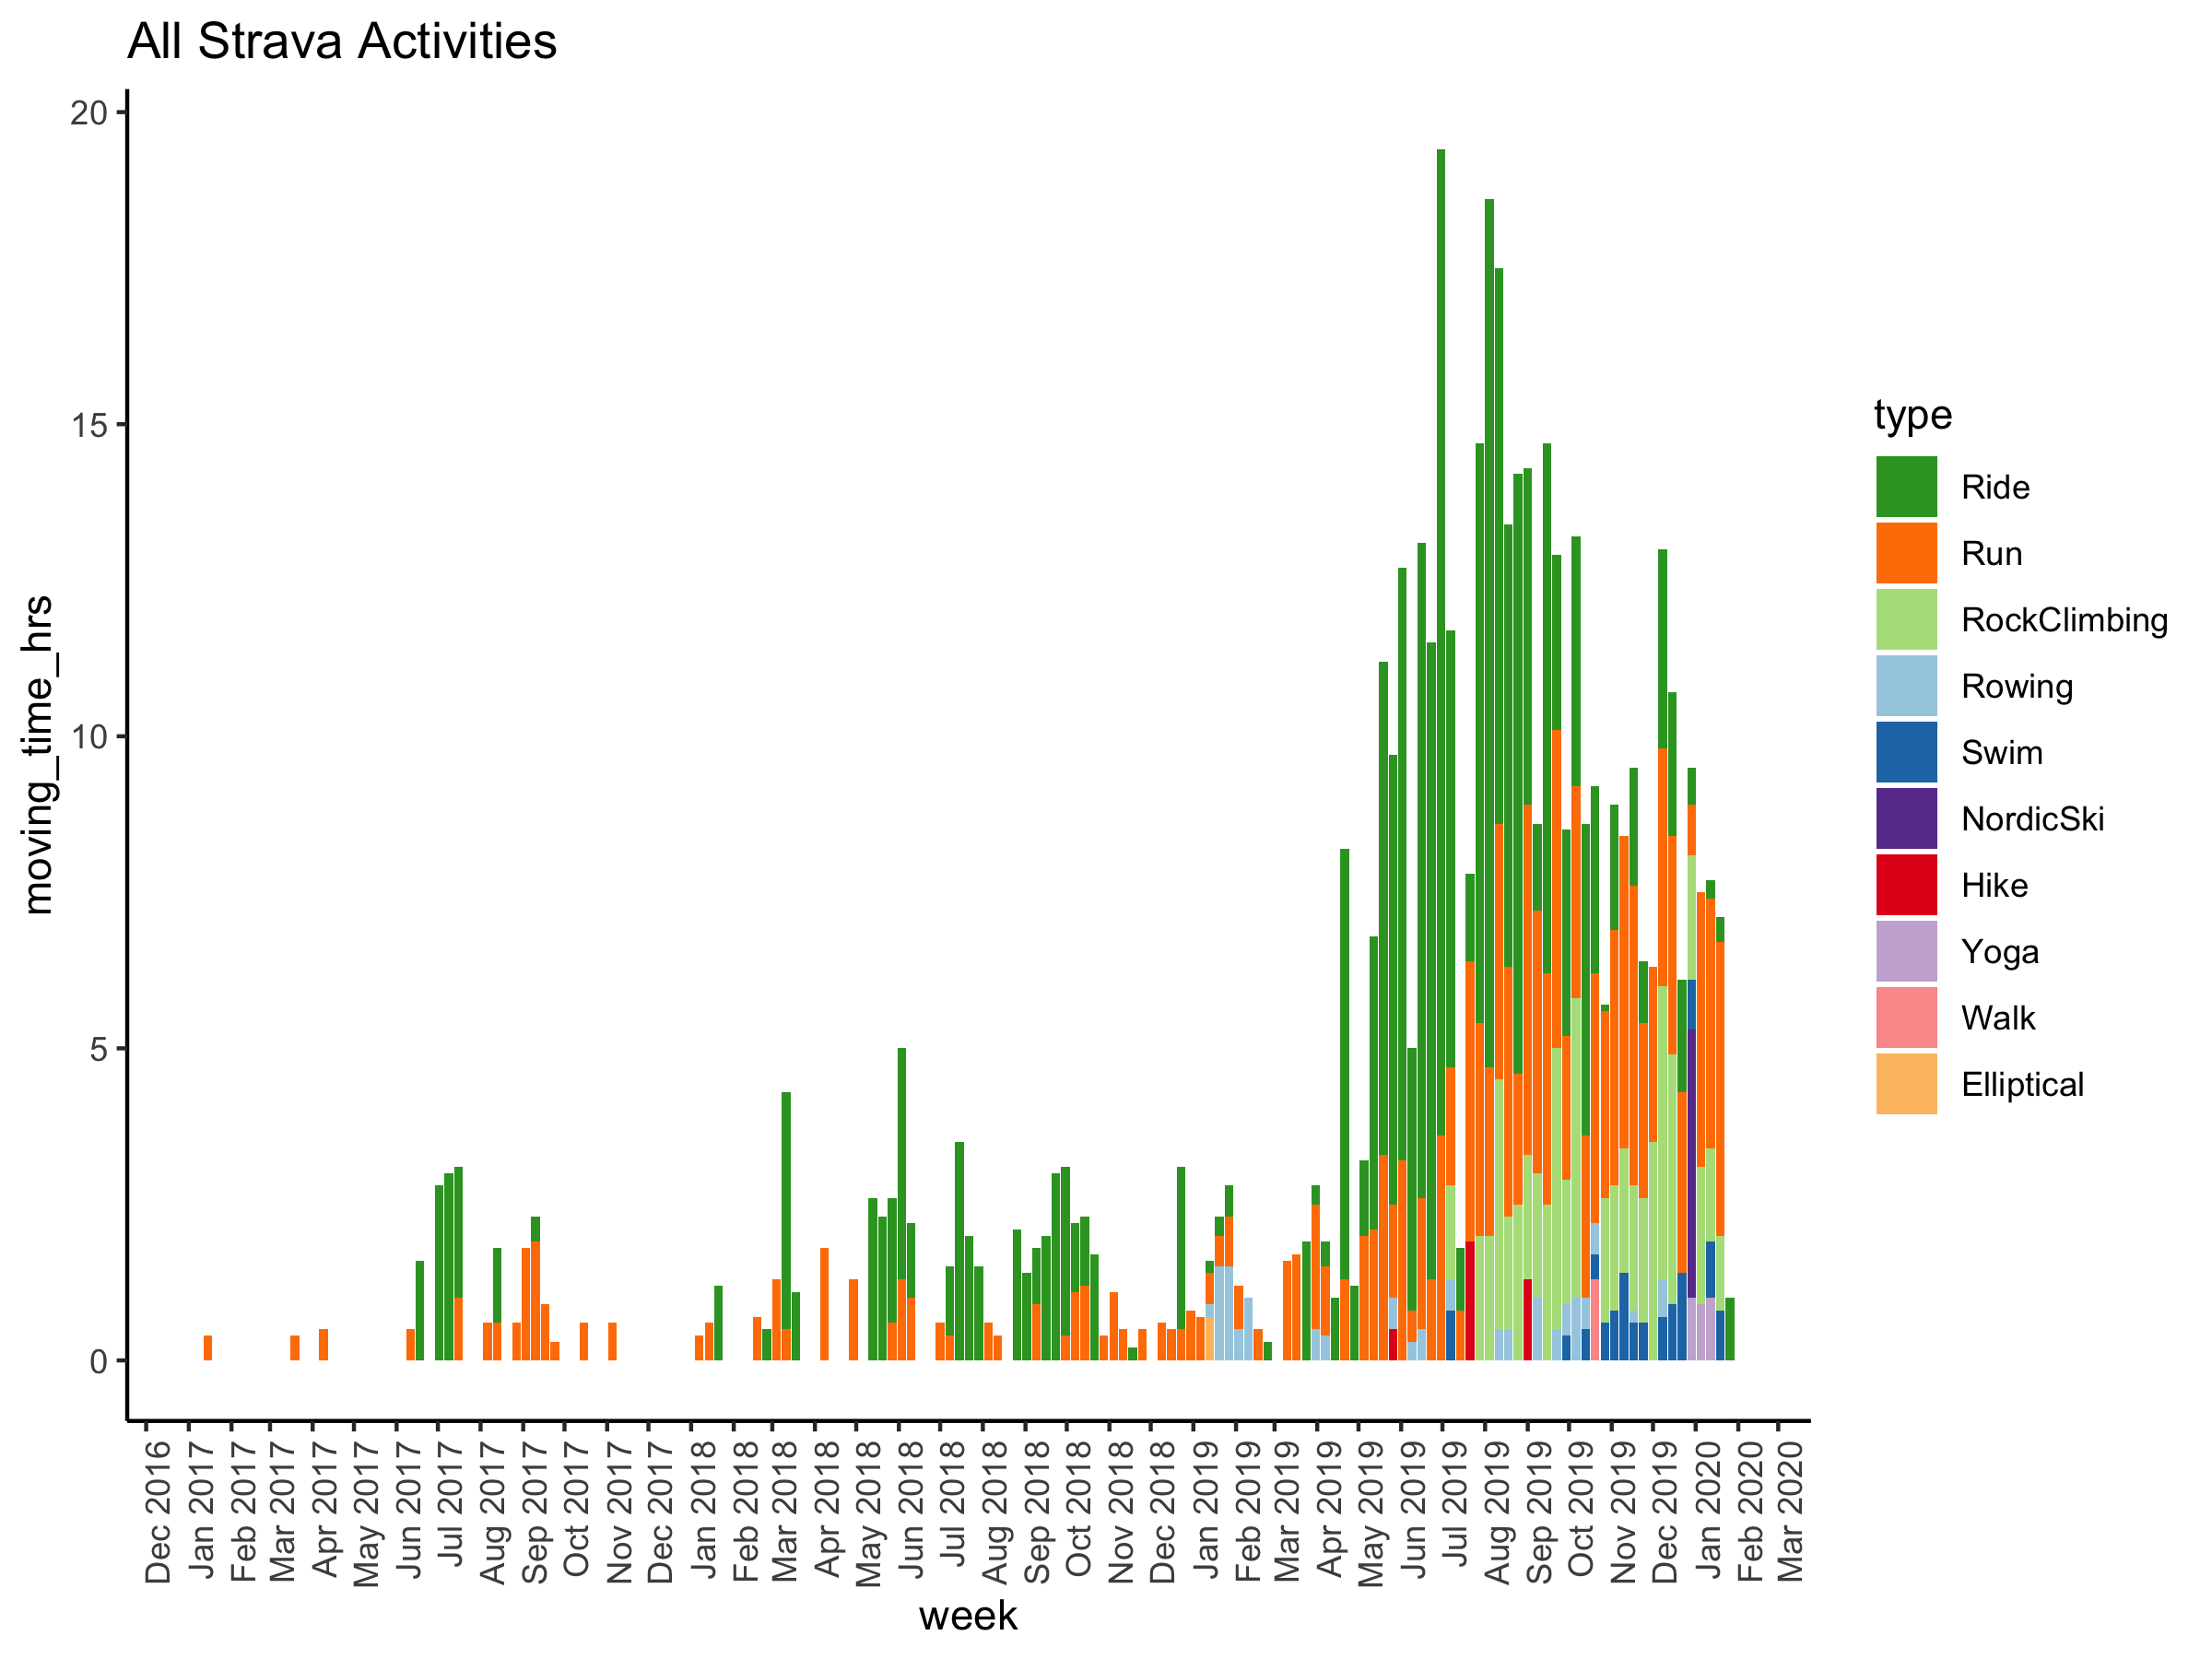 All Strava Activities
20
15
10
5
0
moving_time_hrs
Dec 2016
Jan 2017
Feb 2017
Mar 2017
Apr 2017
May 2017
Jun 2017
Jul 2017
Aug 2017
Sep 2017
Oct 2017
Nov 2017
Dec 2017
Jan 2018
Feb 2018
Mar 2018
Apr 2018
May 2018
Jun 2018
Jul 2018
Aug 2018
Sep 2018
Oct 2018
Nov 2018
Dec 2018
Jan 2019
Feb 2019
Mar 2019
Apr 2019
May 2019
Jun 2019
Jul 2019
Aug 2019
Sep 2019
Oct 2019
Nov 2019
Dec 2019
Jan 2020
Feb 2020
Mar 2020
week
type
Ride
Run
RockClimbing
Rowing
Swim
NordicSki
Hike
Yoga
Walk
Elliptical